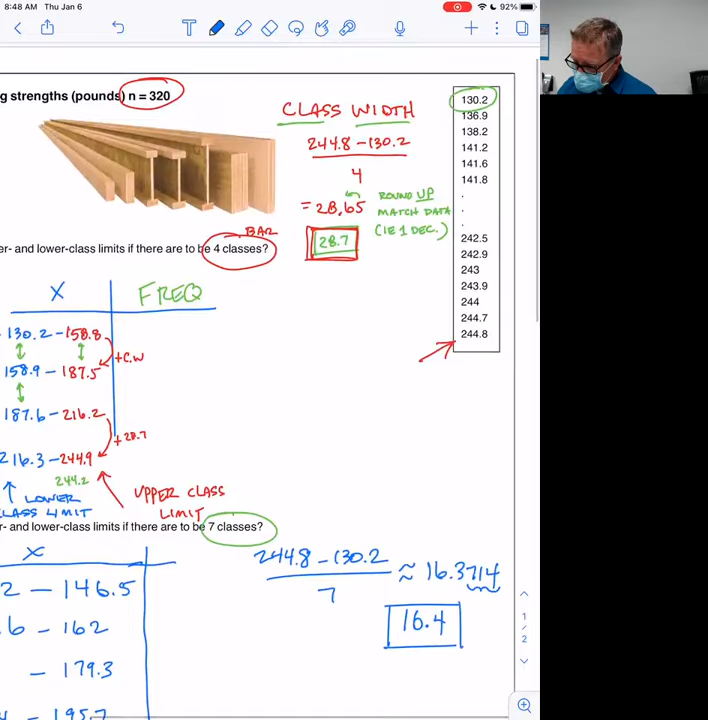 8:48 AM Thu Jan 6
92%
g strengths (pounds) n = 320
CLASS WIDTH
244.8 - 130.2
4
= 28.65
28.7
ROUND UP
MATCH DATA
(IE 1 DEC.)
130.2
136.9
138.2
141.2
141.6
141.8
.
.
.
242.5
242.9
243
243.9
244
244.7
244.8
BAR
er- and lower-class limits if there are to be 4 classes?
X FREQ
130.2 - 158.8
+C.W
158.9 - 187.5
187.6 - 216.2
+28.7
216.3 - 244.9
244.2
LOWER
CLASS LIMIT
UPPER CLASS
LIMIT
er- and lower-class limits if there are to be 7 classes?
X
2 - 146.5
6 - 162
- 179.3
- 195.7
244.8 - 130.2
7
≈ 16.3714
16.4
1
2